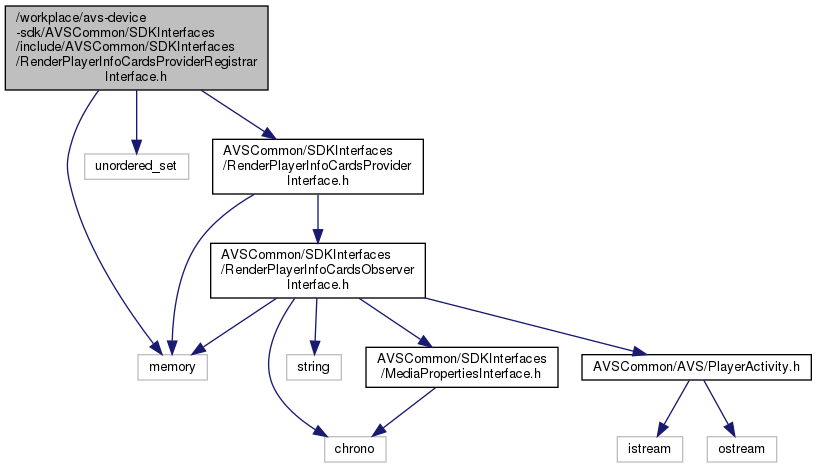 /workplace/avs-device
-sdk/AVSCommon/SDKInterfaces
/include/AVSCommon/SDKInterfaces
/RenderPlayerInfoCardsProviderRegistrar
Interface.h
unordered_set
AVSCommon/SDKInterfaces
/RenderPlayerInfoCardsProvider
Interface.h
AVSCommon/SDKInterfaces
/RenderPlayerInfoCardsObserver
Interface.h
memory
string
AVSCommon/SDKInterfaces
/MediaPropertiesInterface.h
AVSCommon/AVS/PlayerActivity.h
chrono
istream
ostream